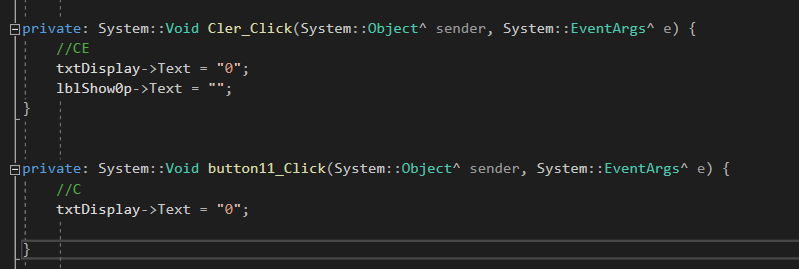 private: System::Void Cler_Click(System::Object^ sender, System::EventArgs^ e) {
//CE
txtDisplay->Text = "0";
lblShow0p->Text = "";
}
private: System::Void button11_Click(System::Object^ sender, System::EventArgs^ e) {
//C
txtDisplay->Text = "0";
}